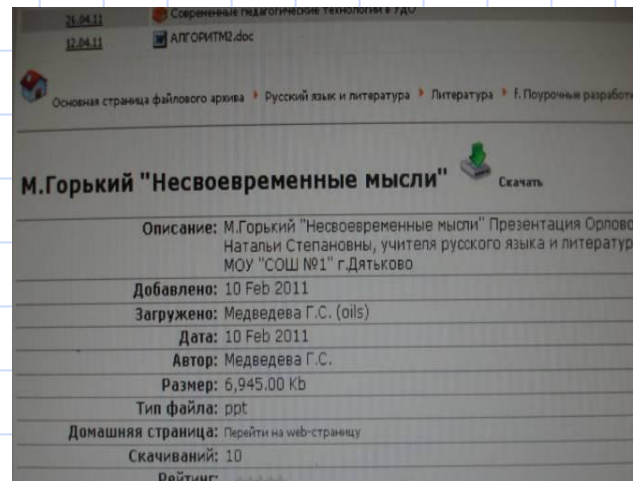 26.04.11 Современные педагогические технологии в УДО
12.04.11 АЛГОРИТМ2.doc
Основная страница файлового архива Русский язык и литература Литература f. Поурочные разработ
М.Горький "Несвоевременные мысли" Скачать
Описание: М.Горький "Несвоевременные мысли" Презентация Орлово
Натальи Степановны, учителя русского языка и литератур
МОУ "СОШ №1" г.Дятьково
Добавлено: 10 Feb 2011
Загружено: Медведева Г.С. (oils)
Дата: 10 Feb 2011
Автор: Медведева Г.С.
Размер: 6,945.00 Kb
Тип файла: ppt
Домашняя страница: Перейти на web-страницу
Скачиваний: 10
Рейтинг: